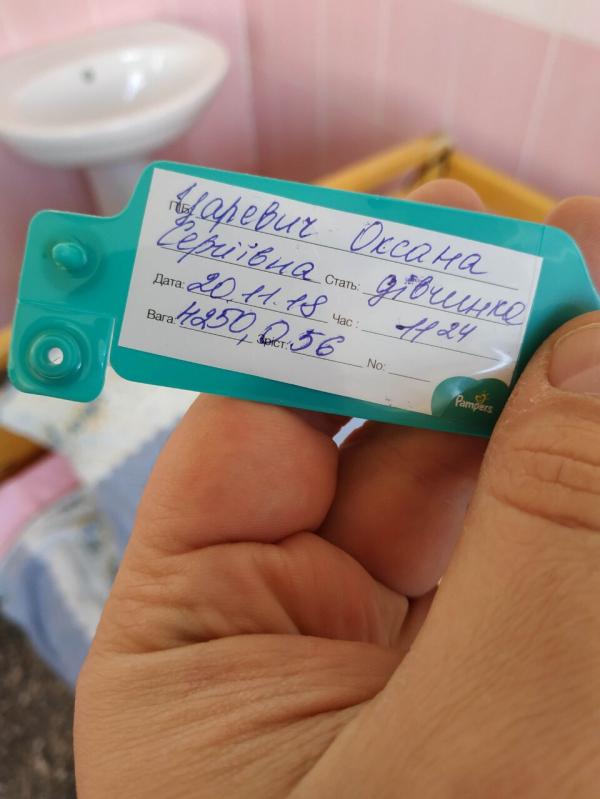 ПІБ: Царевич Оксана
Сергіївна Стать: дівчинка
Дата: 20.11.18 Час: 11 24
Вага: 4250,0 Зріст: 56 No:
Pampers